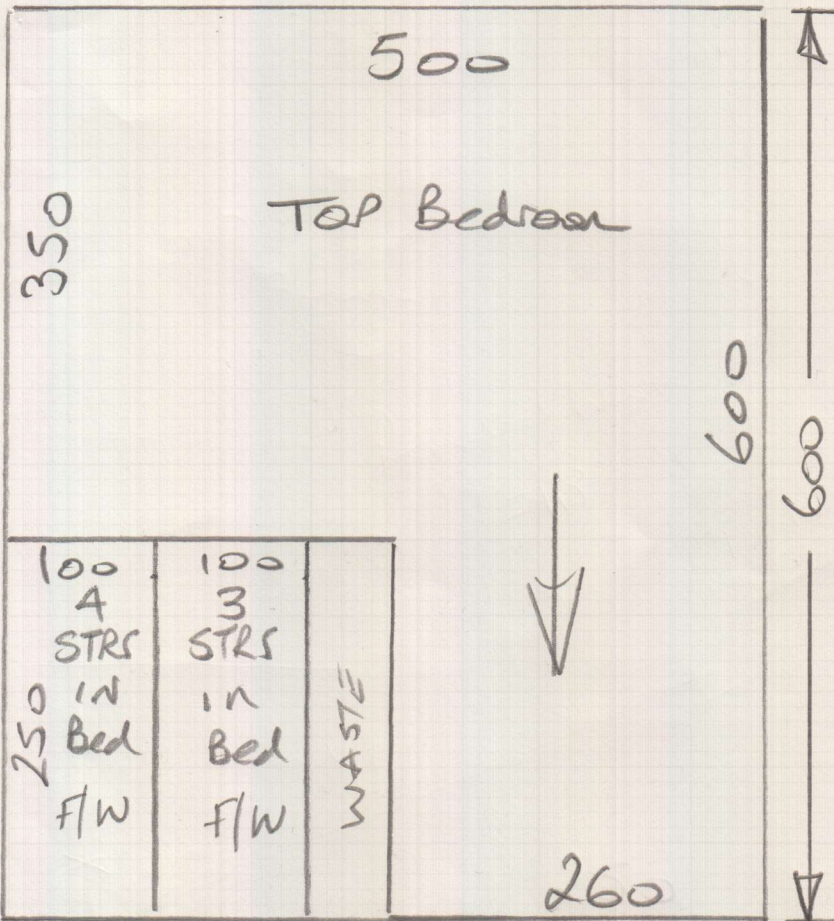 500
TOP Bedroom
350
600
600
100
4
STRS
IN
Bed
F/W
250
100
3
STRS
in
Bed
F/W
WASTE
260